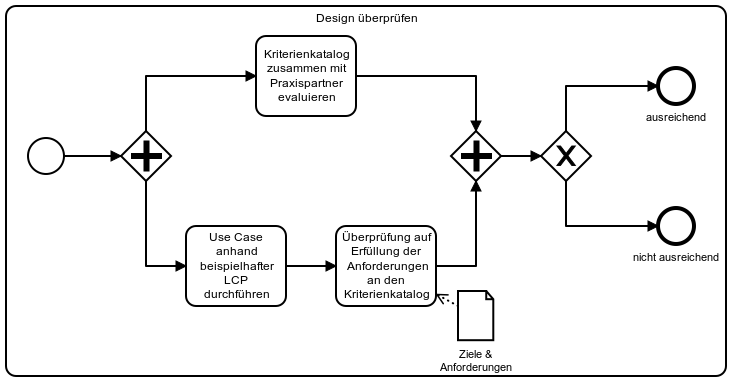 Design überprüfen
Kriterienkatalog
zusammen mit
Praxispartner
evaluieren
ausreichend
Use Case
anhand
beispielhafter
LCP
durchführen
Überprüfung auf
Erfüllung der
Anforderungen
an den
Kriterienkatalog
nicht ausreichend
Ziele &
Anforderungen